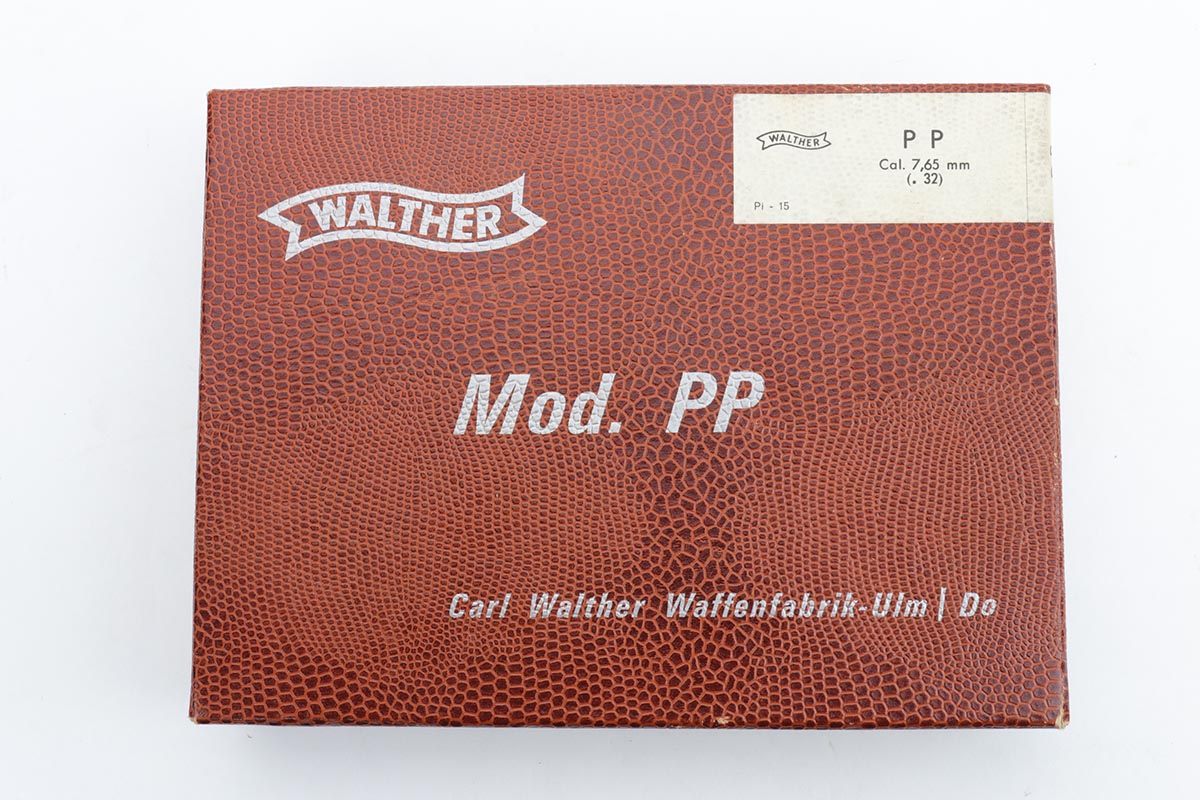 WALTHER
P P
Cal. 7,65 mm
(. 32)
Pi - 15
WALTHER
Mod. PP
Carl Walther Waffenfabrik-Ulm | Do